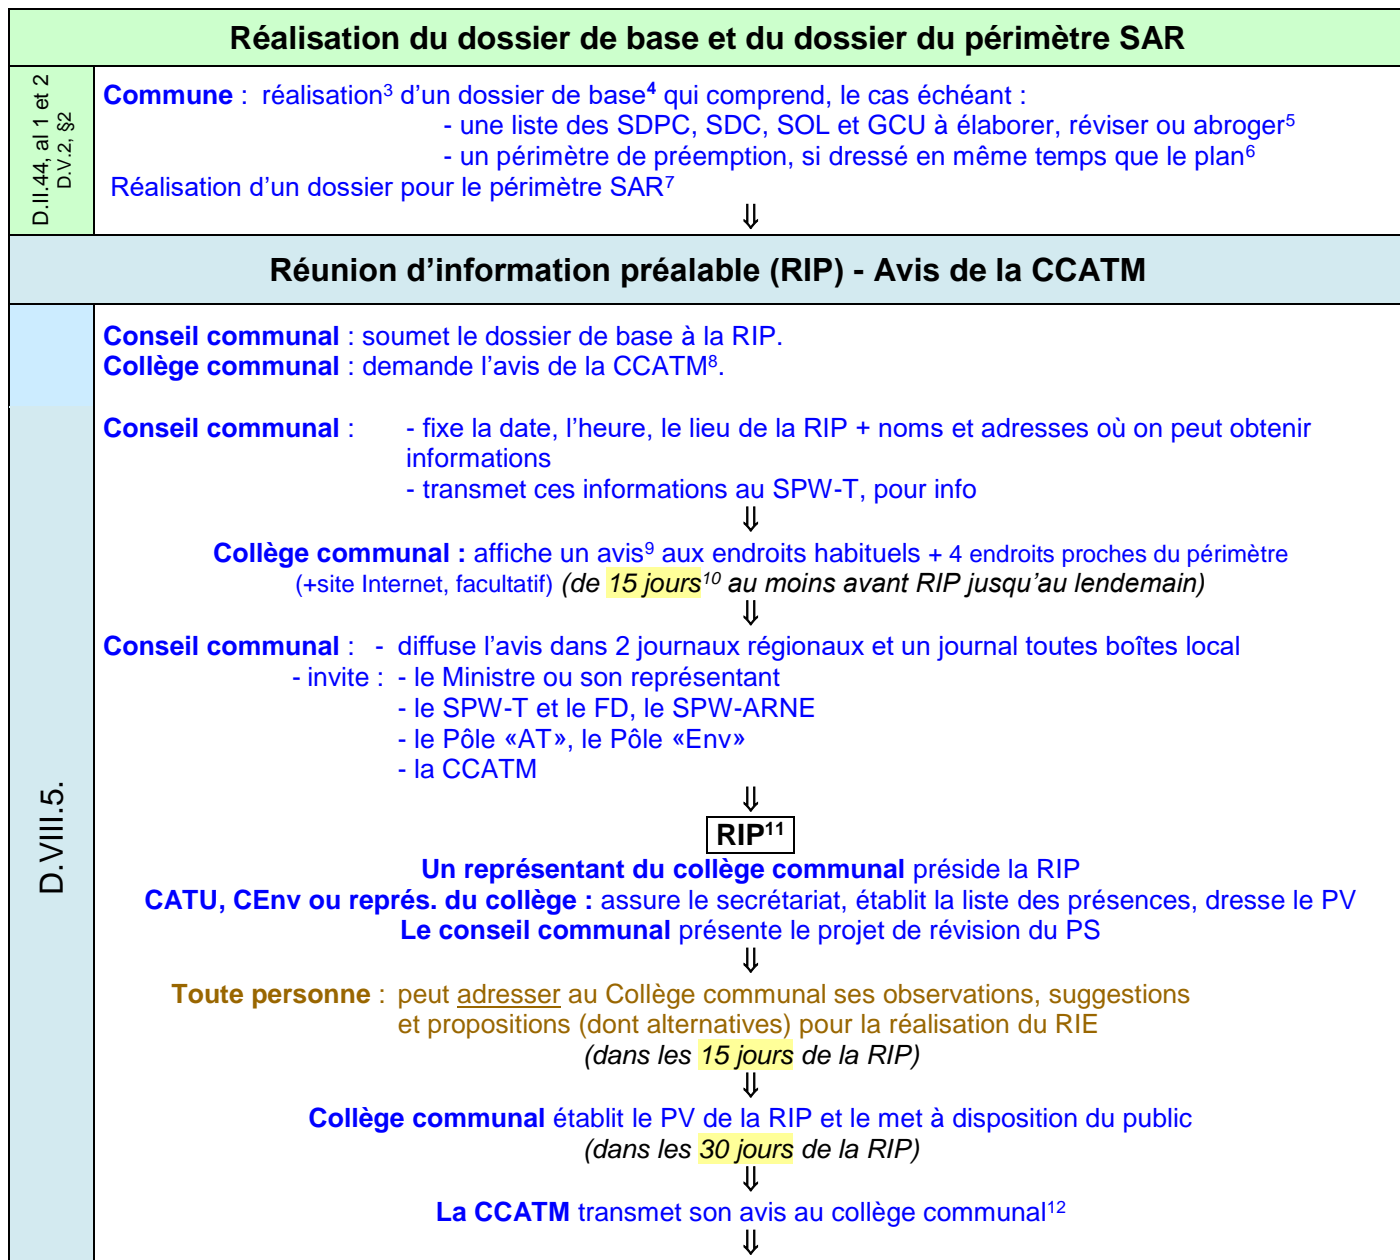 Réalisation du dossier de base et du dossier du périmètre SAR
D.II.44, al 1 et 2
D.V.2, §2
Commune : réalisation³ d’un dossier de base⁴ qui comprend, le cas échéant :
- une liste des SDPC, SDC, SOL et GCU à élaborer, réviser ou abroger⁵
- un périmètre de préemption, si dressé en même temps que le plan⁶
Réalisation d’un dossier pour le périmètre SAR⁷
⇓
Réunion d’information préalable (RIP) - Avis de la CCATM
Conseil communal : soumet le dossier de base à la RIP.
Collège communal : demande l’avis de la CCATM⁸.
D.VIII.5.
Conseil communal : - fixe la date, l’heure, le lieu de la RIP + noms et adresses où on peut obtenir
informations
- transmet ces informations au SPW-T, pour info
⇓
Collège communal : affiche un avis⁹ aux endroits habituels + 4 endroits proches du périmètre
(+site Internet, facultatif) (de 15 jours¹⁰ au moins avant RIP jusqu’au lendemain)
⇓
Conseil communal : - diffuse l’avis dans 2 journaux régionaux et un journal toutes boîtes local
- invite : - le Ministre ou son représentant
- le SPW-T et le FD, le SPW-ARNE
- le Pôle «AT», le Pôle «Env»
- la CCATM
⇓
RIP¹¹
Un représentant du collège communal préside la RIP
CATU, CEnv ou représ. du collège : assure le secrétariat, établit la liste des présences, dresse le PV
Le conseil communal présente le projet de révision du PS
⇓
Toute personne : peut adresser au Collège communal ses observations, suggestions
et propositions (dont alternatives) pour la réalisation du RIE
(dans les 15 jours de la RIP)
⇓
Collège communal établit le PV de la RIP et le met à disposition du public
(dans les 30 jours de la RIP)
⇓
La CCATM transmet son avis au collège communal¹²
⇓